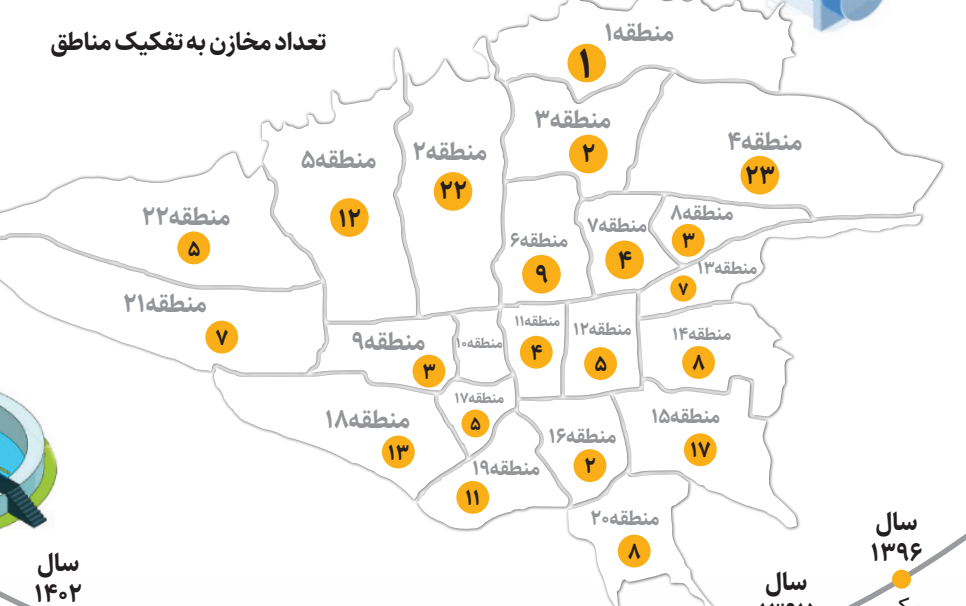 تعداد مخازن به تفکیک مناطق
منطقه۱
۱
منطقه۳
۲
منطقه۴
۲۳
منطقه۲
۲۲
منطقه۵
۱۲
منطقه۲۲
۵
منطقه۸
۳
منطقه۷
۴
منطقه۶
۹
منطقه۱۳
۷
منطقه۲۱
۷
منطقه۱۴
۸
منطقه۱۲
۵
منطقه۱۱
۴
منطقه۱۰
منطقه۹
۳
منطقه۱۷
۵
منطقه۱۸
۱۳
منطقه۱۵
۱۷
منطقه۱۶
۲
منطقه۱۹
۱۱
منطقه۲۰
۸
سال
۱۳۹۶
سال
سال
۱۴۰۲